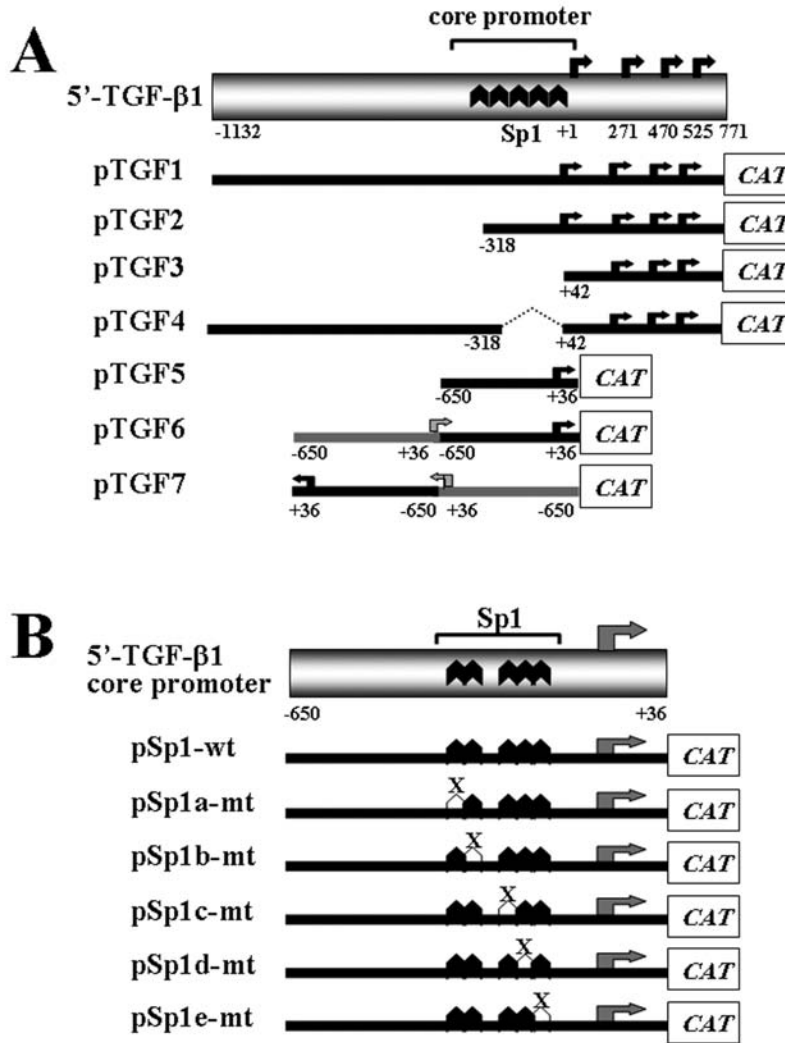 A
core promoter
5'-TGF-β1
-1132 Sp1 +1 271 470 525 771
pTGF1 CAT
pTGF2 CAT
-318
pTGF3 CAT
+42
pTGF4 CAT
-318 +42
pTGF5 CAT
-650 +36
pTGF6 CAT
-650 +36 -650 +36
pTGF7 CAT
+36 -650 +36 -650
B
Sp1
5'-TGF-β1
core promoter
-650 +36
pSp1-wt CAT
X
pSp1a-mt CAT
X
pSp1b-mt CAT
X
pSp1c-mt CAT
X
pSp1d-mt CAT
X
pSp1e-mt CAT